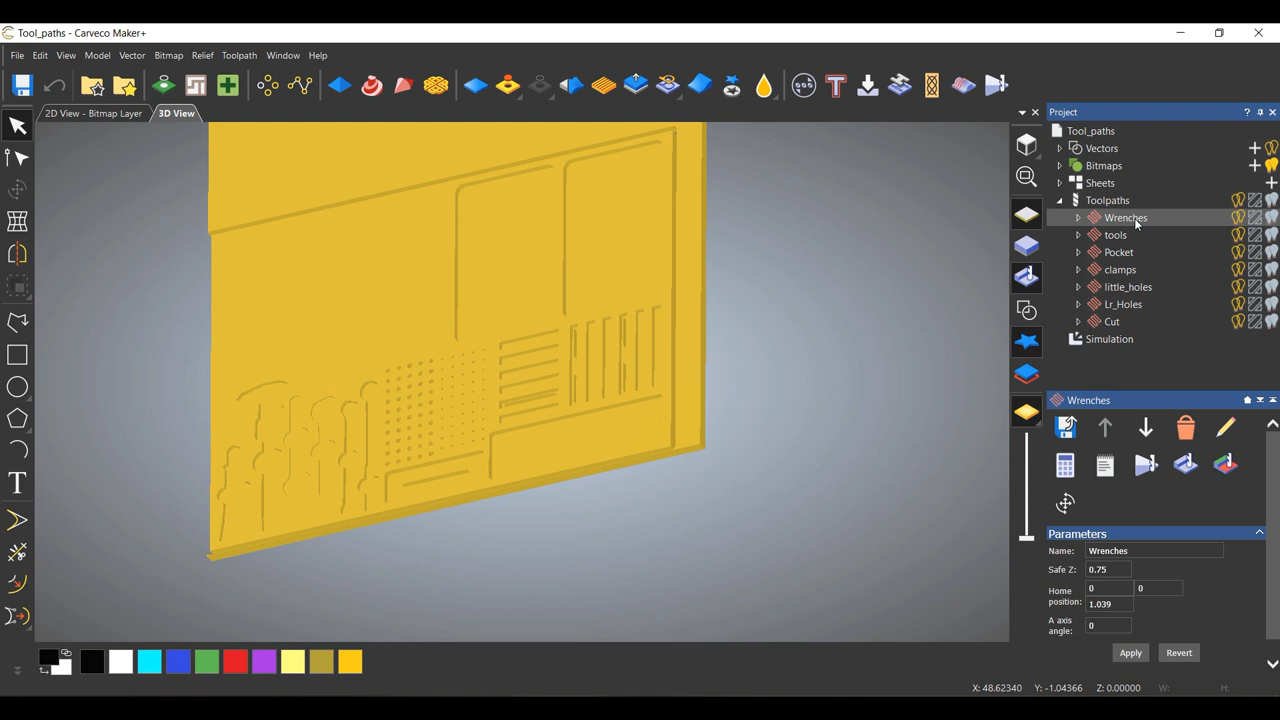 Tool_paths - Carveco Maker+
File Edit View Model Vector Bitmap Relief Toolpath Window Help
2D View - Bitmap Layer
3D View
Project
Tool_paths
Vectors
Bitmaps
Sheets
Toolpaths
Wrenches
tools
Pocket
clamps
little_holes
Lr_Holes
Cut
Simulation
Wrenches
Parameters
Name: Wrenches
Safe Z: 0.75
Home position: 0 0
1.039
A axis angle: 0
Apply Revert
X: 48.62340 Y: -1.04366 Z: 0.00000 W: H: